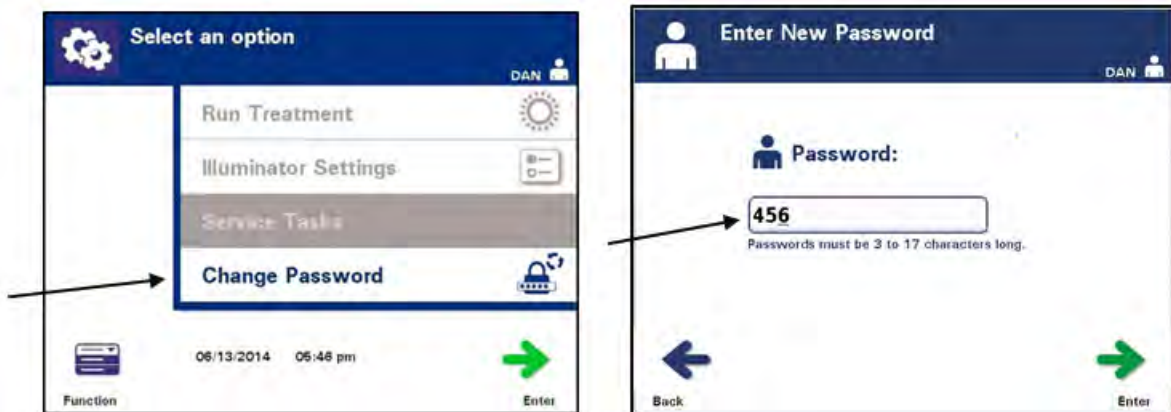 Select an option
DAN
Run Treatment
Illuminator Settings
Service Tasks
Change Password
06/13/2014 05:46 pm
Function
Enter
Enter New Password
DAN
Password:
456
Passwords must be 3 to 17 characters long.
Back
Enter